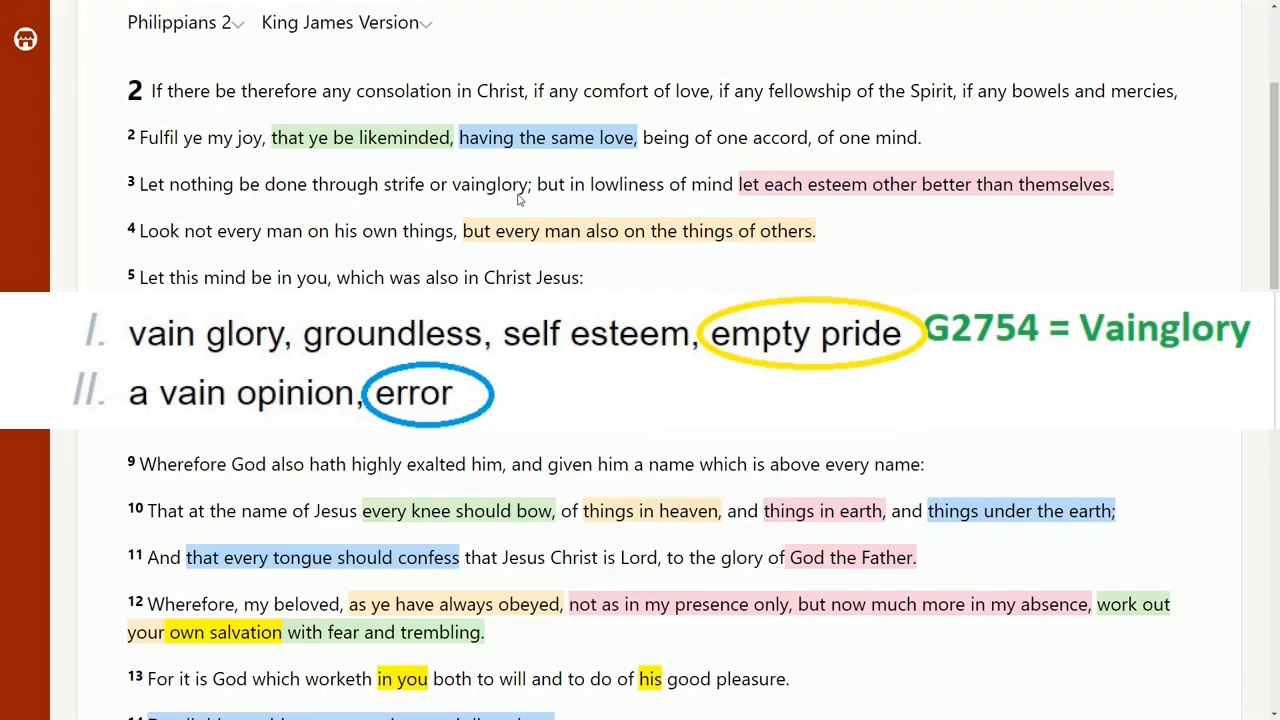 Philippians 2 King James Version
2 If there be therefore any consolation in Christ, if any comfort of love, if any fellowship of the Spirit, if any bowels and mercies,
2 Fulfil ye my joy, that ye be likeminded, having the same love, being of one accord, of one mind.
3 Let nothing be done through strife or vainglory; but in lowliness of mind let each esteem other better than themselves.
4 Look not every man on his own things, but every man also on the things of others.
5 Let this mind be in you, which was also in Christ Jesus:
I. vain glory, groundless, self esteem, empty pride G2754 = Vainglory
II. a vain opinion, error
9 Wherefore God also hath highly exalted him, and given him a name which is above every name:
10 That at the name of Jesus every knee should bow, of things in heaven, and things in earth, and things under the earth;
11 And that every tongue should confess that Jesus Christ is Lord, to the glory of God the Father.
12 Wherefore, my beloved, as ye have always obeyed, not as in my presence only, but now much more in my absence, work out
your own salvation with fear and trembling.
13 For it is God which worketh in you both to will and to do of his good pleasure.